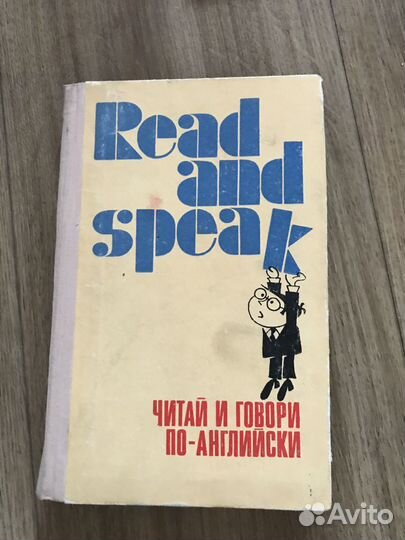 Read
and
speak
ЧИТАЙ И ГОВОРИ
ПО-АНГЛИЙСКИ
Avito